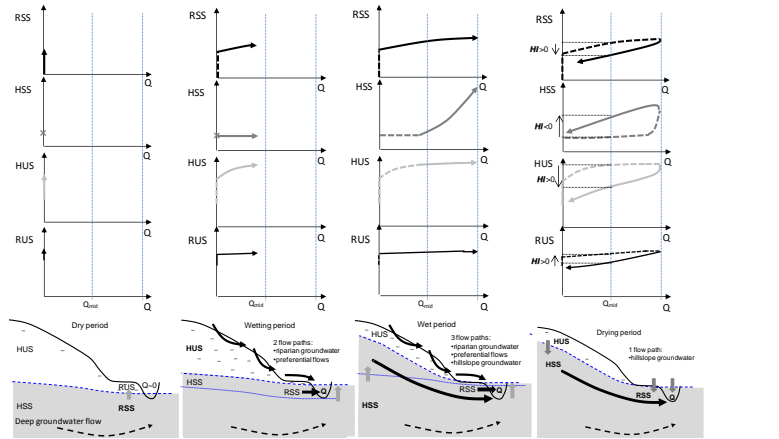 RSS
Q
HSS
Q
HUS
Q
RUS
Q
Qmid
RSS
Q
HSS
Q
HUS
Q
RUS
Q
Qmid
RSS
Q
HSS
Q
HUS
Q
RUS
Q
Qmid
RSS
HI>0
Q
HSS
HI<0
Q
HUS
HI>0
Q
RUS
HI>0
Q
Qmid
Dry period
HUS
RUS
Q~0
HSS
RSS
Deep groundwater flow
Wetting period
2 flow paths:
•riparian groundwater
•preferential flows
HUS
HSS
RSS
Q
Wet period
3 flow paths:
•riparian groundwater
•preferential flows
•hillslope groundwater
HUS
RSS
Q
HSS
Drying period
1 flow path:
•hillslope groundwater
HUS
HSS
RUS
RSS
Q